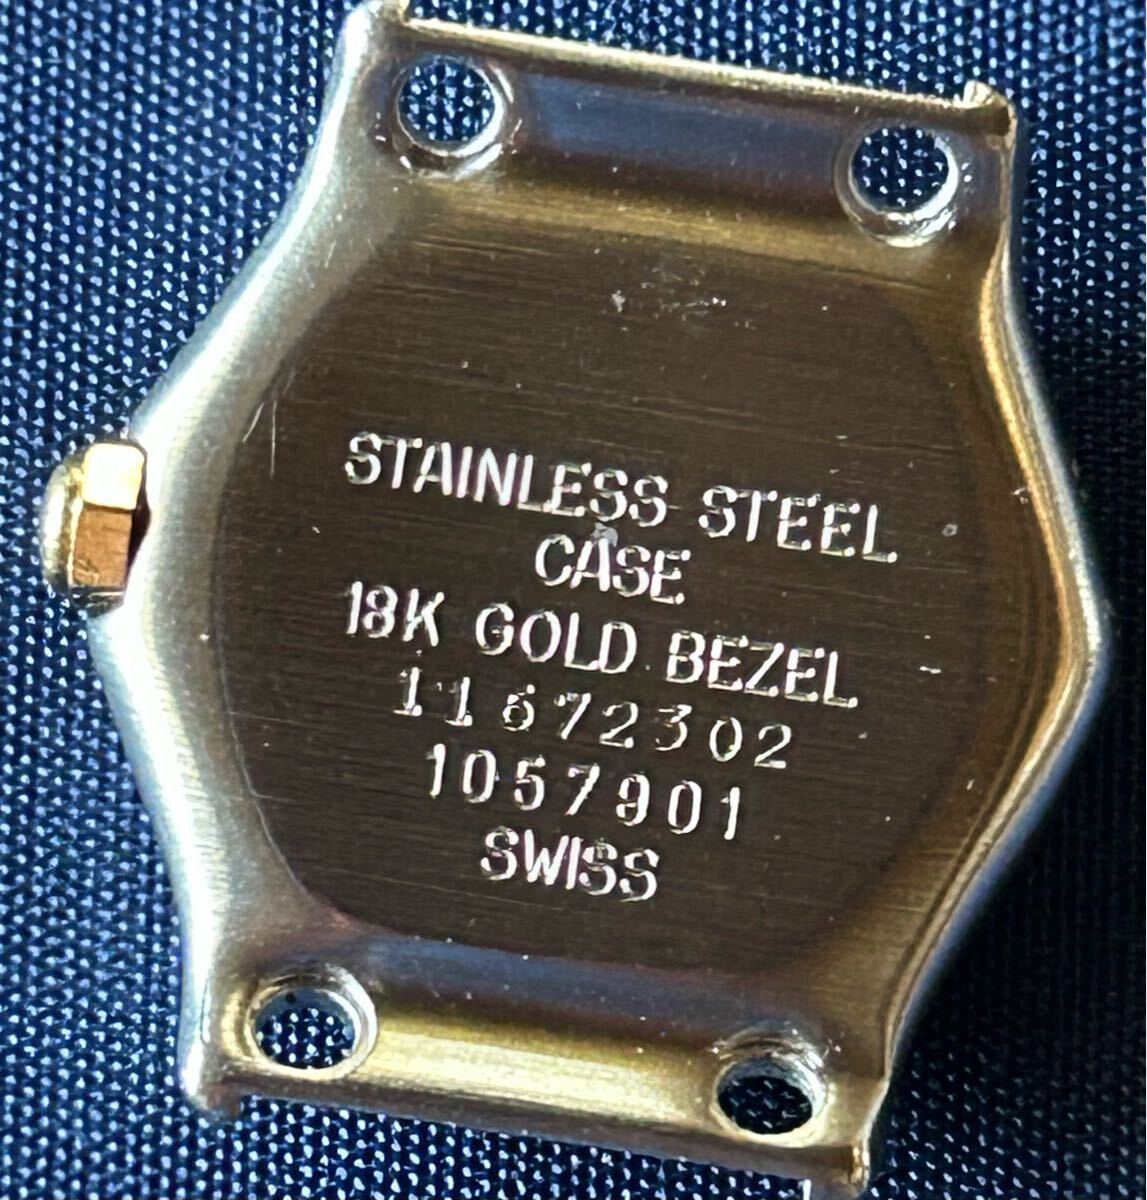 STAINLESS STEEL
CASE
18K GOLD BEZEL
11672302
1057901
SWISS